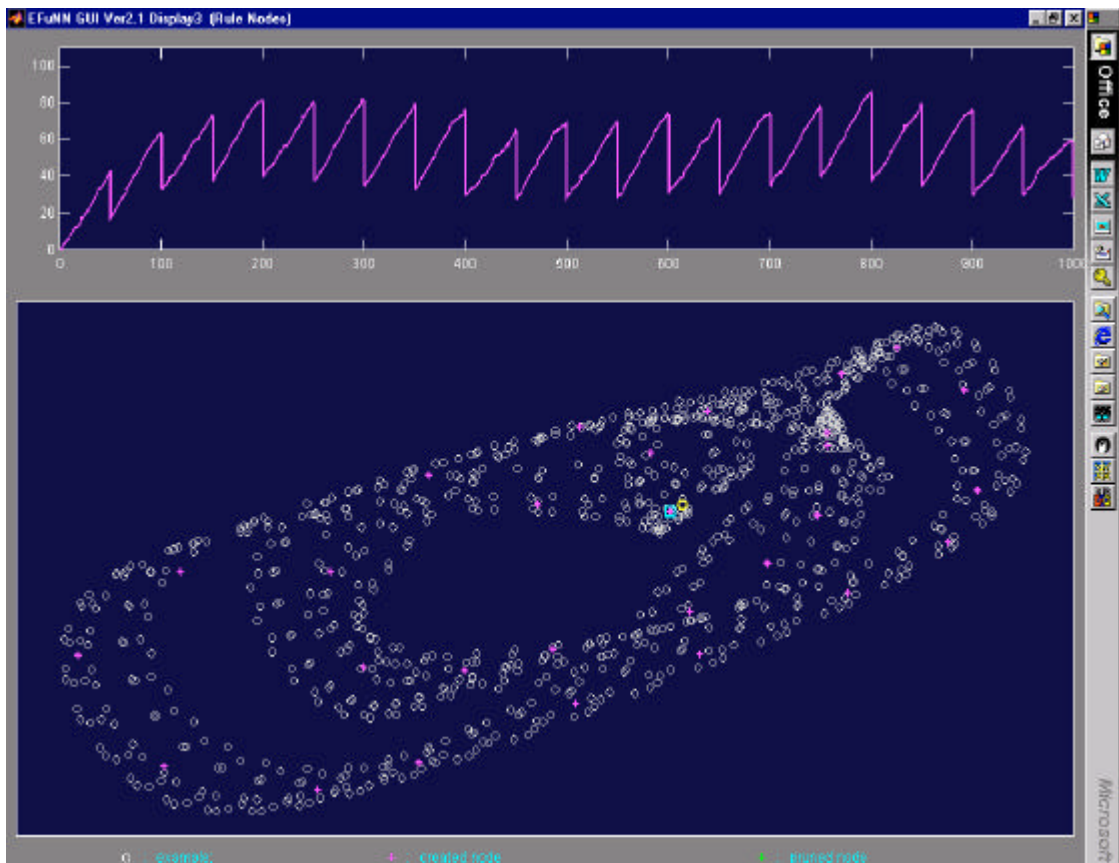 EFuNN GUI Ver2.1 Display3 (Rule Nodes)
Office
100
80
60
40
20
0
0 100 200 300 400 500 600 700 800 900 1000
o example, + created node + pruned node
Microsoft